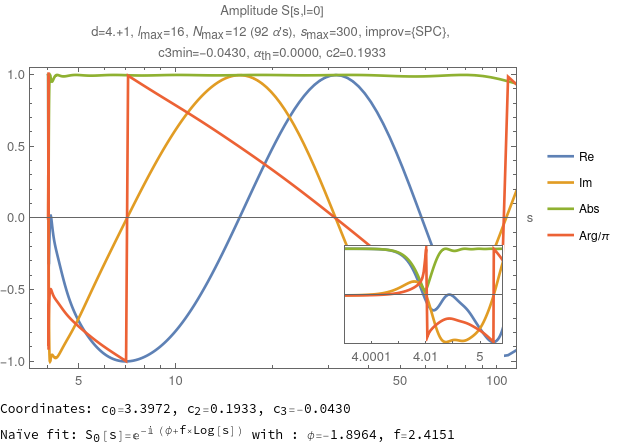 Amplitude S[s,l=0]
d=4.+1, lmax=16, Nmax=12 (92 α's), smax=300, improv={SPC},
c3min=-0.0430, αth=0.0000, c2=0.1933
1.0
0.5
0.0
-0.5
-1.0
5
10
50
100
s
4.0001
4.01
5
Re
Im
Abs
Arg/π
Coordinates: c0=3.3972, c2=0.1933, c3=-0.0430
Naïve fit: S0[s]=e^-i (ϕ+f×Log[s]) with : ϕ=-1.8964, f=2.4151